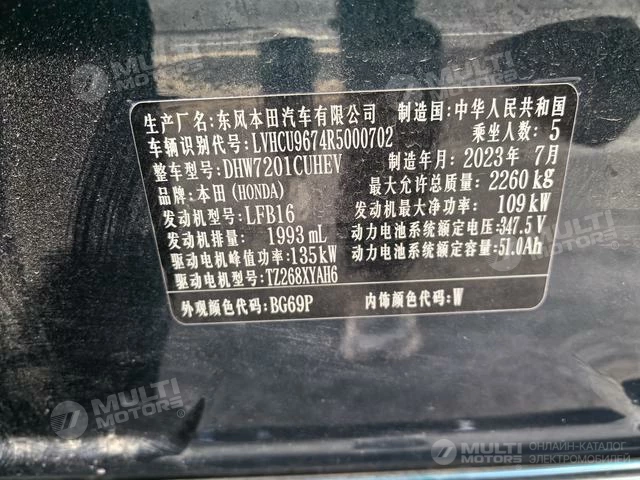 生产厂名:东风本田汽车有限公司 制造国:中华人民共和国
车辆识别代号:LVHCU9674R5000702 乘坐人数: 5
整车型号:DHW7201CUHEV 制造年月:2023年 7月
品牌:本田(HONDA) 最大允许总质量: 2260kg
发动机型号:LFB16 发动机最大净功率: 109kW
发动机排量: 1993mL 动力电池系统额定电压:347.5V
驱动电机峰值功率:135kW 动力电池系统额定容量:51.0Ah
驱动电机型号:TZ268XYAH6
外观颜色代码:BG69P 内饰颜色代码:W
MULTI MOTORS
MULTI MOTORS
MULTI MOTORS
MULTI MOTORS
MULTI MOTORS ОНЛАЙН-КАТАЛОГ ЭЛЕКТРОМОБИЛЕЙ